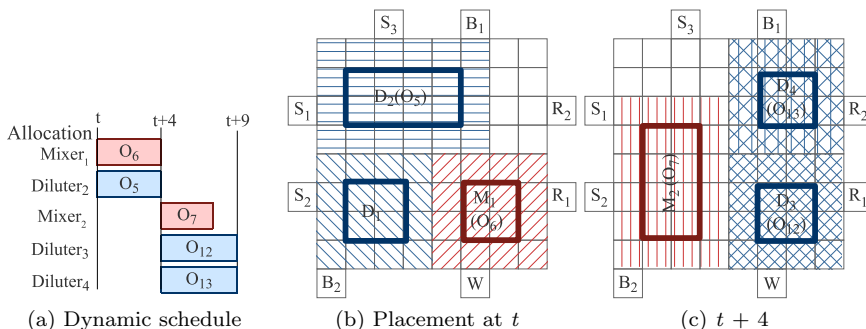 t
t+4
t+9
Allocation
Mixer₁
O₆
Diluter₂
O₅
Mixer₂
O₇
Diluter₃
O₁₂
Diluter₄
O₁₃
(a) Dynamic schedule
S₃
B₁
S₁
D₂(O₅)
R₂
S₂
D₁
M₁
(O₆)
R₁
B₂
W
(b) Placement at t
S₃
B₁
S₁
D₄
(O₁₃)
R₂
S₂
M₂(O₇)
D₃
(O₁₂)
R₁
B₂
W
(c) t + 4